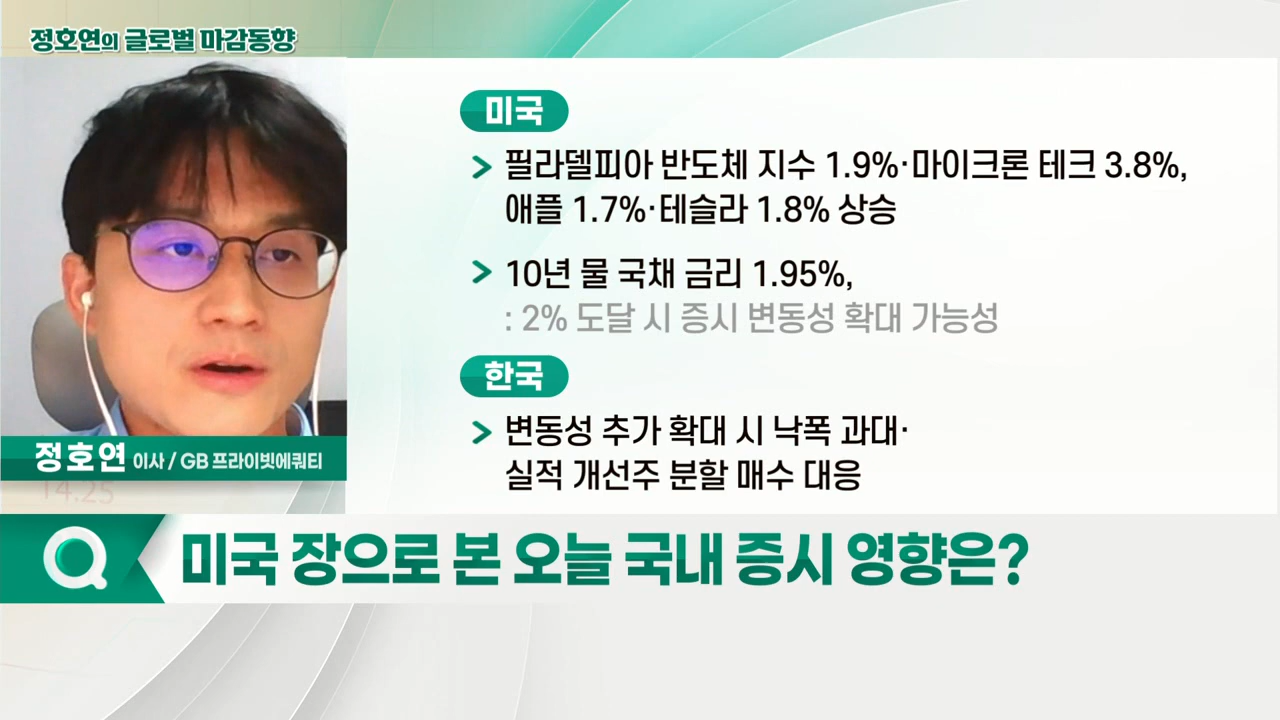 정호연의 글로벌 마감동향
미국
필라델피아 반도체 지수 1.9%·마이크론 테크 3.8%,
애플 1.7%·테슬라 1.8% 상승
10년 물 국채 금리 1.95%,
: 2% 도달 시 증시 변동성 확대 가능성
한국
변동성 추가 확대 시 낙폭 과대·
실적 개선주 분할 매수 대응
정호연 이사 / GB 프라이빗에쿼티
14.25
Q 미국 장으로 본 오늘 국내 증시 영향은?